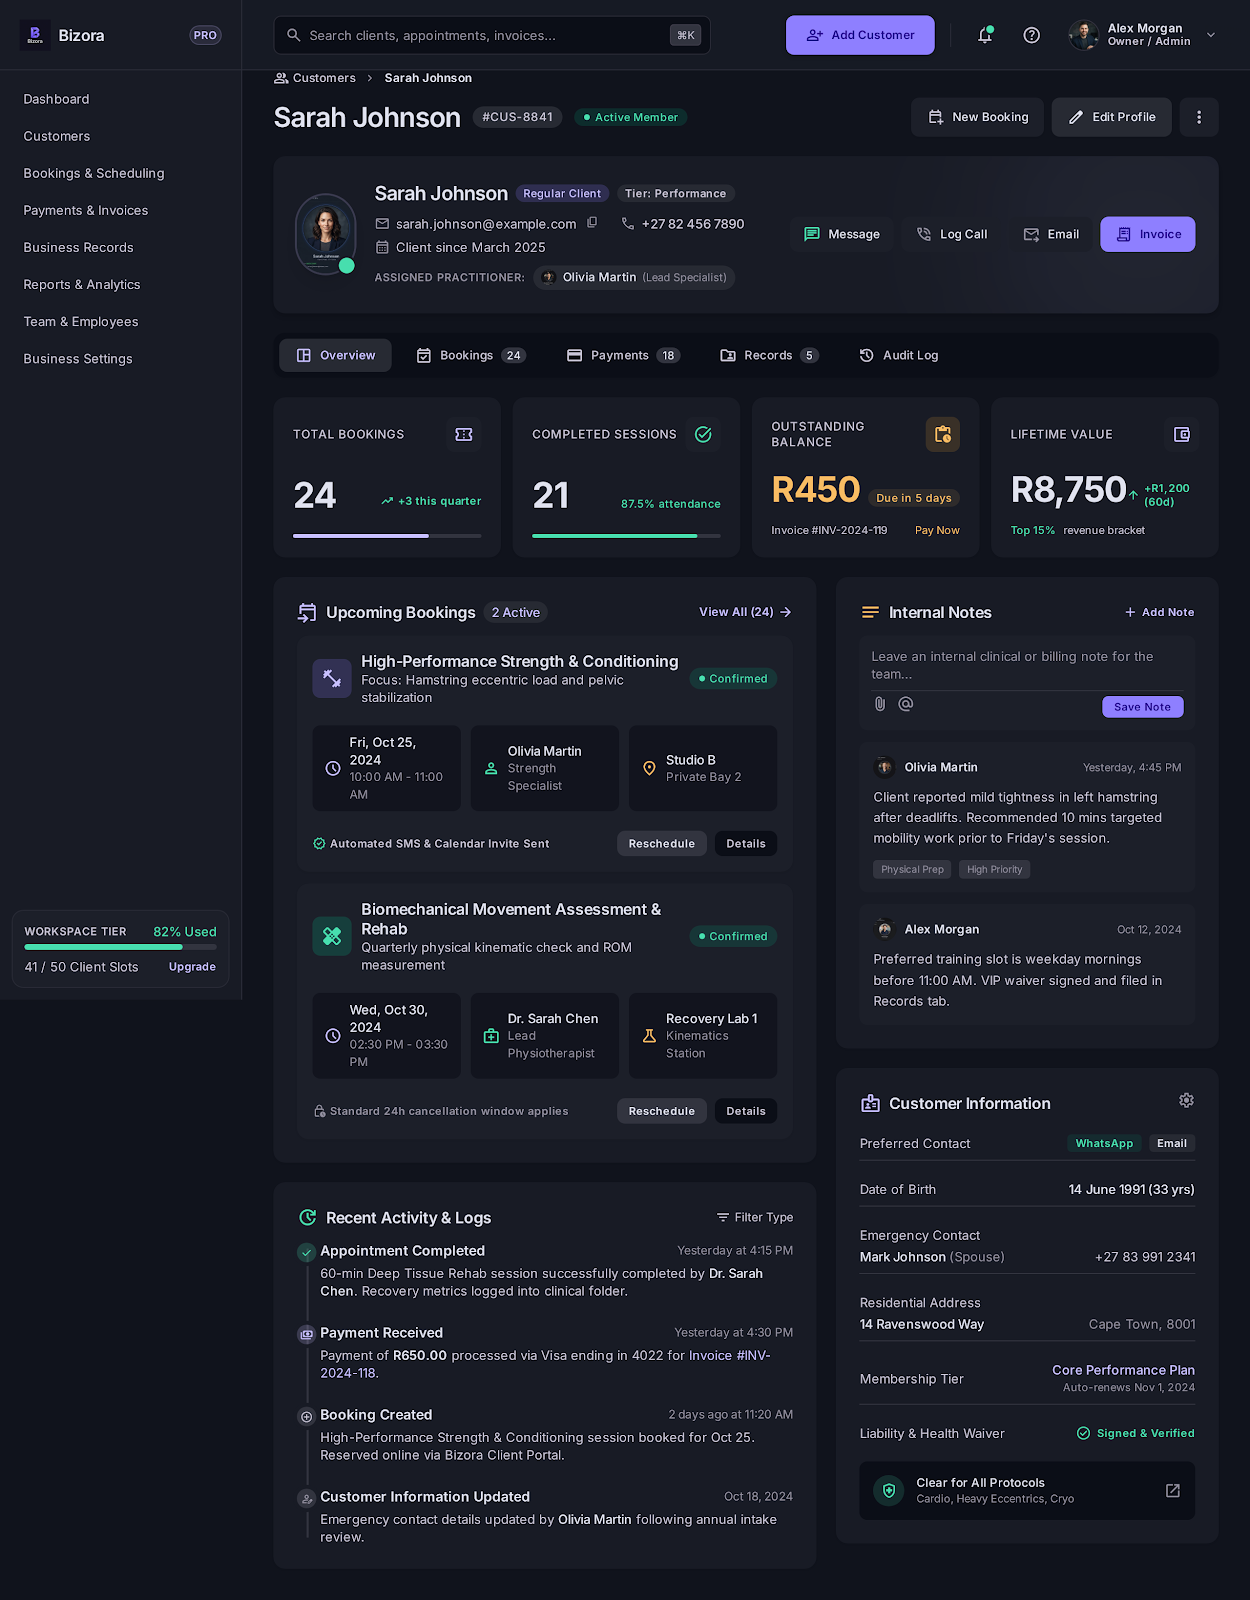 Bizora
PRO
Search clients, appointments, invoices...
⌘K
Add Customer
Alex Morgan
Owner / Admin
Dashboard
Customers
Bookings & Scheduling
Payments & Invoices
Business Records
Reports & Analytics
Team & Employees
Business Settings
WORKSPACE TIER
82% Used
41 / 50 Client Slots
Upgrade
Customers
Sarah Johnson
Sarah Johnson
#CUS-8841
Active Member
New Booking
Edit Profile
Sarah Johnson
Regular Client
Tier: Performance
sarah.johnson@example.com
+27 82 456 7890
Client since March 2025
ASSIGNED PRACTITIONER:
Olivia Martin (Lead Specialist)
Message
Log Call
Email
Invoice
Overview
Bookings 24
Payments 18
Records 5
Audit Log
TOTAL BOOKINGS
24
+3 this quarter
COMPLETED SESSIONS
21
87.5% attendance
OUTSTANDING
BALANCE
R450
Due in 5 days
Invoice #INV-2024-119
Pay Now
LIFETIME VALUE
R8,750
+R1,200
(60d)
Top 15% revenue bracket
Upcoming Bookings
2 Active
View All (24)
High-Performance Strength & Conditioning
Focus: Hamstring eccentric load and pelvic
stabilization
Confirmed
Fri, Oct 25,
2024
10:00 AM - 11:00
AM
Olivia Martin
Strength
Specialist
Studio B
Private Bay 2
Automated SMS & Calendar Invite Sent
Reschedule
Details
Biomechanical Movement Assessment &
Rehab
Quarterly physical kinematic check and ROM
measurement
Confirmed
Wed, Oct 30,
2024
02:30 PM - 03:30
PM
Dr. Sarah Chen
Lead
Physiotherapist
Recovery Lab 1
Kinematics
Station
Standard 24h cancellation window applies
Reschedule
Details
Recent Activity & Logs
Filter Type
Appointment Completed
Yesterday at 4:15 PM
60-min Deep Tissue Rehab session successfully completed by Dr. Sarah
Chen. Recovery metrics logged into clinical folder.
Payment Received
Yesterday at 4:30 PM
Payment of R650.00 processed via Visa ending in 4022 for Invoice #INV-
2024-118.
Booking Created
2 days ago at 11:20 AM
High-Performance Strength & Conditioning session booked for Oct 25.
Reserved online via Bizora Client Portal.
Customer Information Updated
Oct 18, 2024
Emergency contact details updated by Olivia Martin following annual intake
review.
Internal Notes
Add Note
Leave an internal clinical or billing note for the
team...
Save Note
Olivia Martin
Yesterday, 4:45 PM
Client reported mild tightness in left hamstring
after deadlifts. Recommended 10 mins targeted
mobility work prior to Friday's session.
Physical Prep
High Priority
Alex Morgan
Oct 12, 2024
Preferred training slot is weekday mornings
before 11:00 AM. VIP waiver signed and filed in
Records tab.
Customer Information
Preferred Contact
WhatsApp
Email
Date of Birth
14 June 1991 (33 yrs)
Emergency Contact
Mark Johnson (Spouse)
+27 83 991 2341
Residential Address
14 Ravenswood Way
Cape Town, 8001
Membership Tier
Core Performance Plan
Auto-renews Nov 1, 2024
Liability & Health Waiver
Signed & Verified
Clear for All Protocols
Cardio, Heavy Eccentrics, Cryo